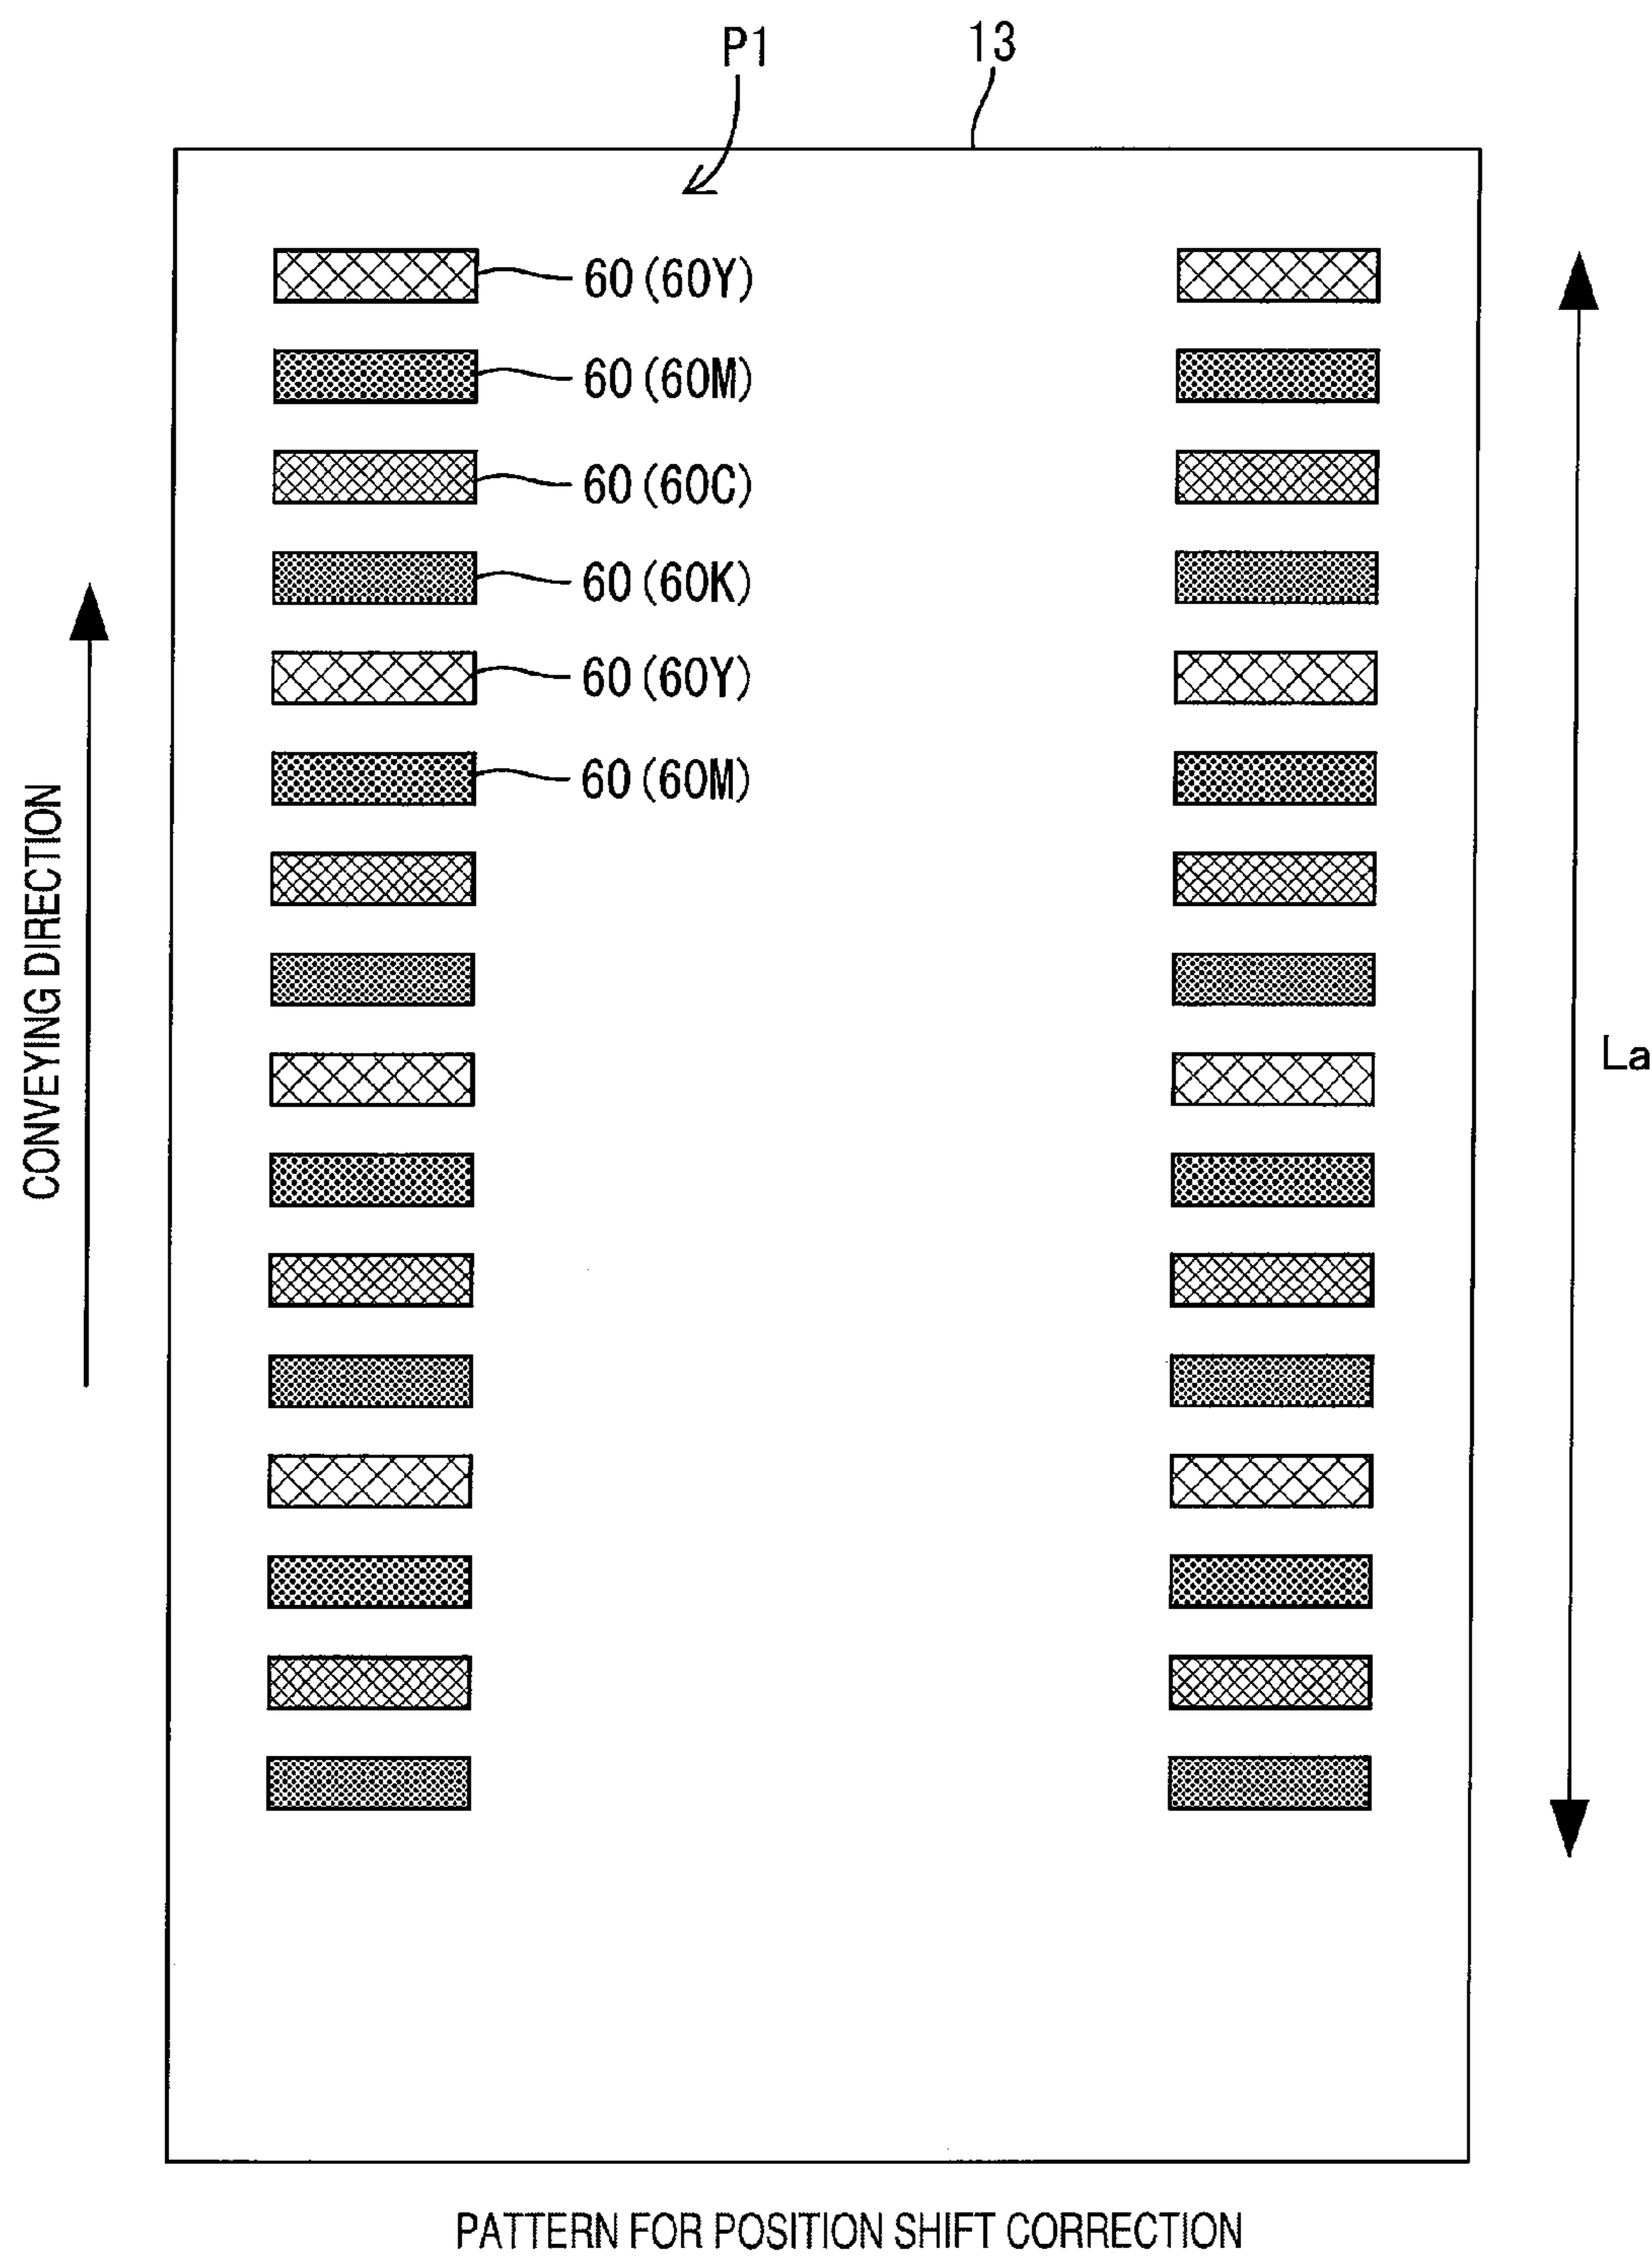 P1
13
60 (60Y)
60 (60M)
60 (60C)
60 (60K)
60 (60Y)
60 (60M)
CONVEYING DIRECTION
La
PATTERN FOR POSITION SHIFT CORRECTION